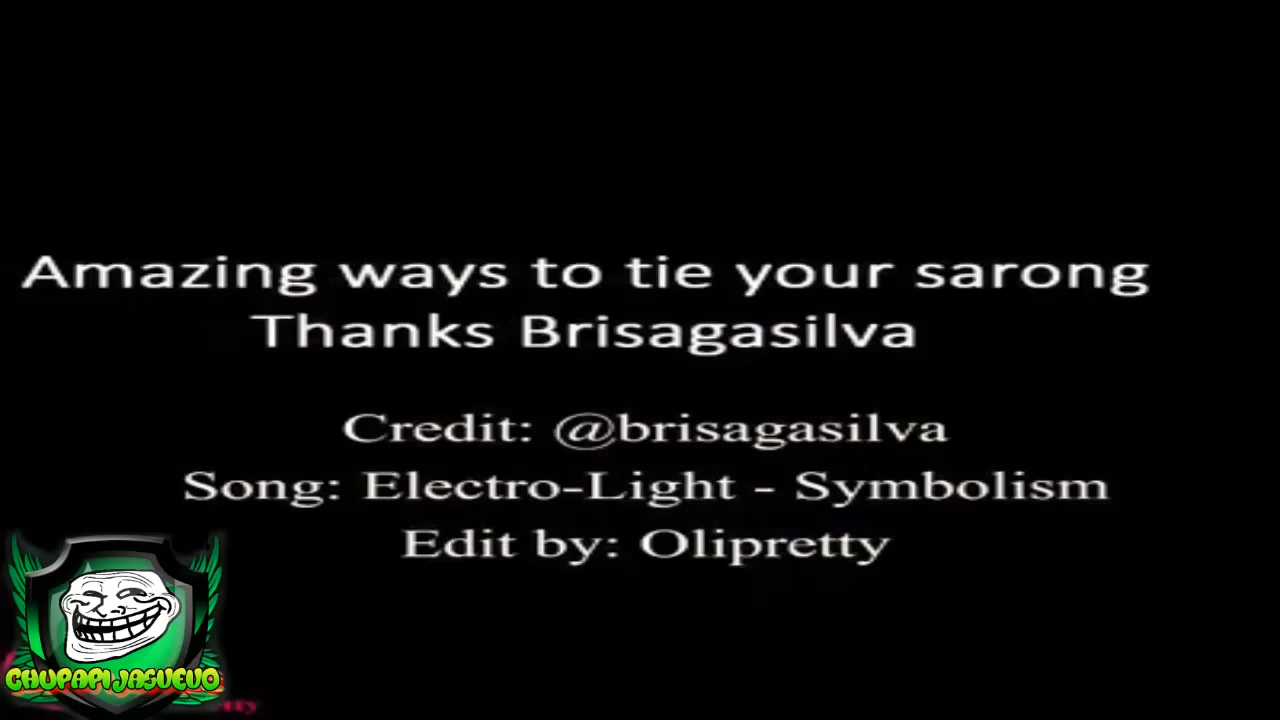 Amazing ways to tie your sarong
Thanks Brisagasilva
Credit: @brisagasilva
Song: Electro-Light - Symbolism
Edit by: Olipretty
CHUPAPIJASUEVO